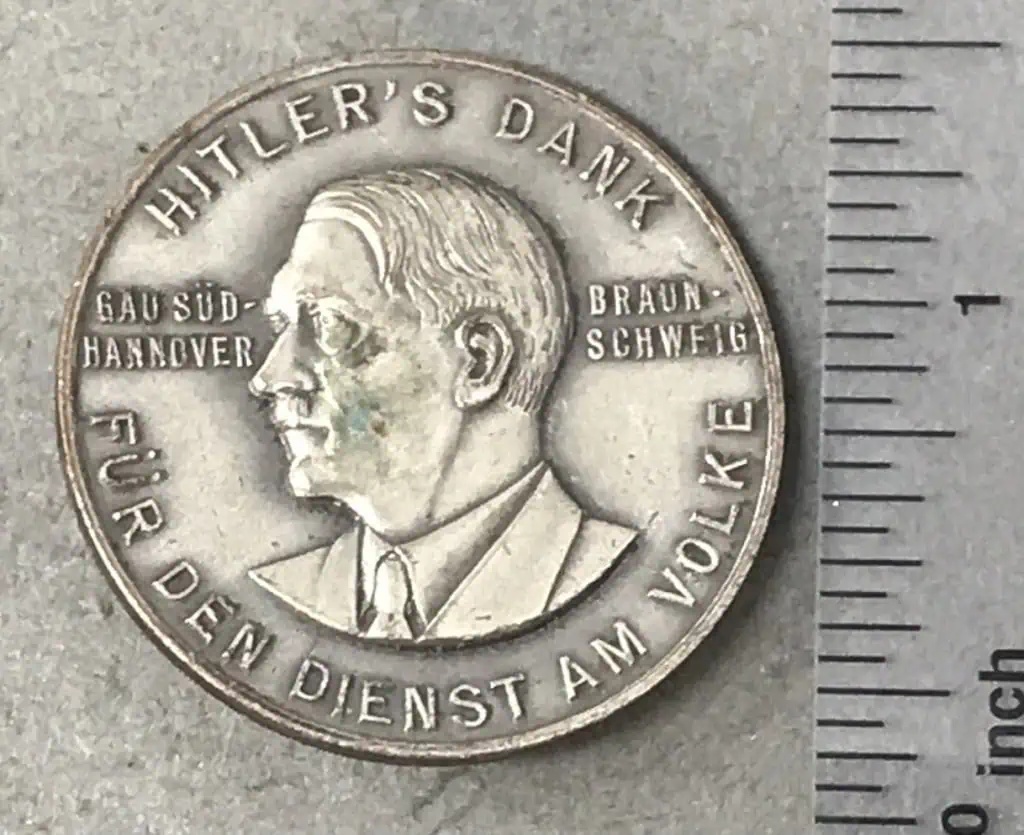 HITLER'S DANK
GAU SÜD-
HANNOVER
BRAUN-
SCHWEIG
FÜR DEN DIENST AM VOLKE
1
0 inch